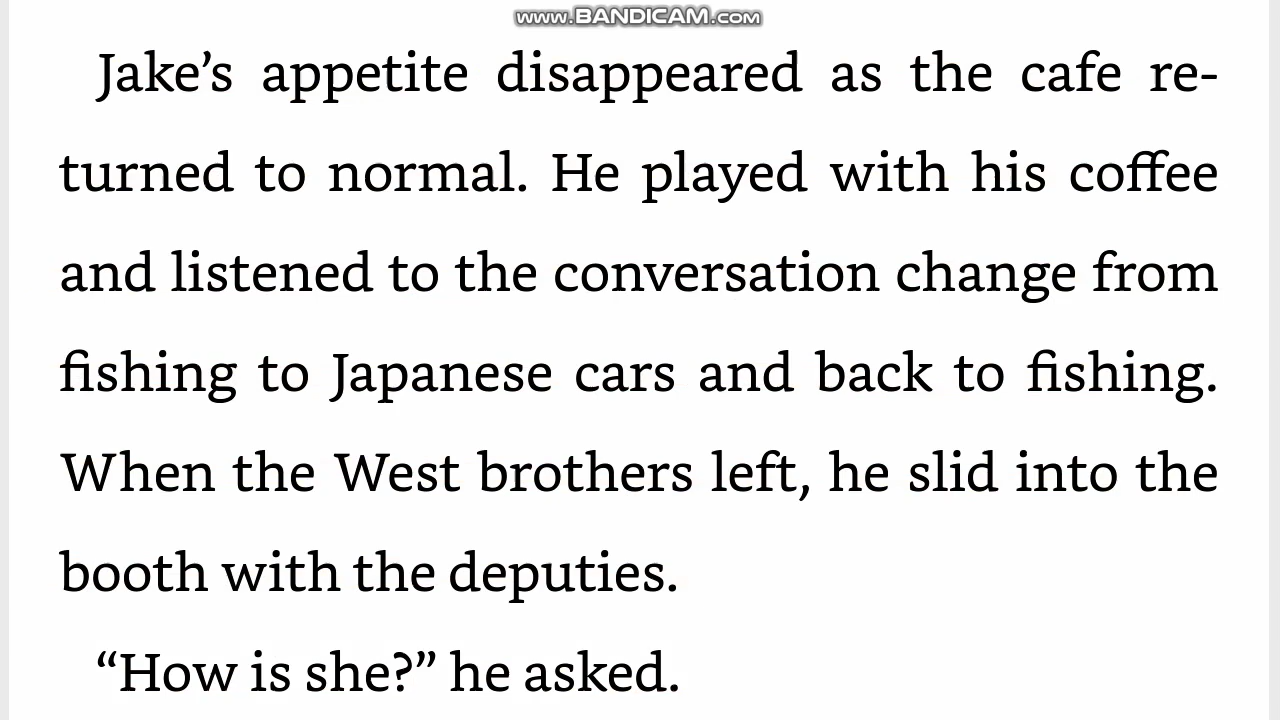 www.BANDICAM.com
Jake’s appetite disappeared as the cafe re-
turned to normal. He played with his coffee
and listened to the conversation change from
fishing to Japanese cars and back to fishing.
When the West brothers left, he slid into the
booth with the deputies.
“How is she?” he asked.